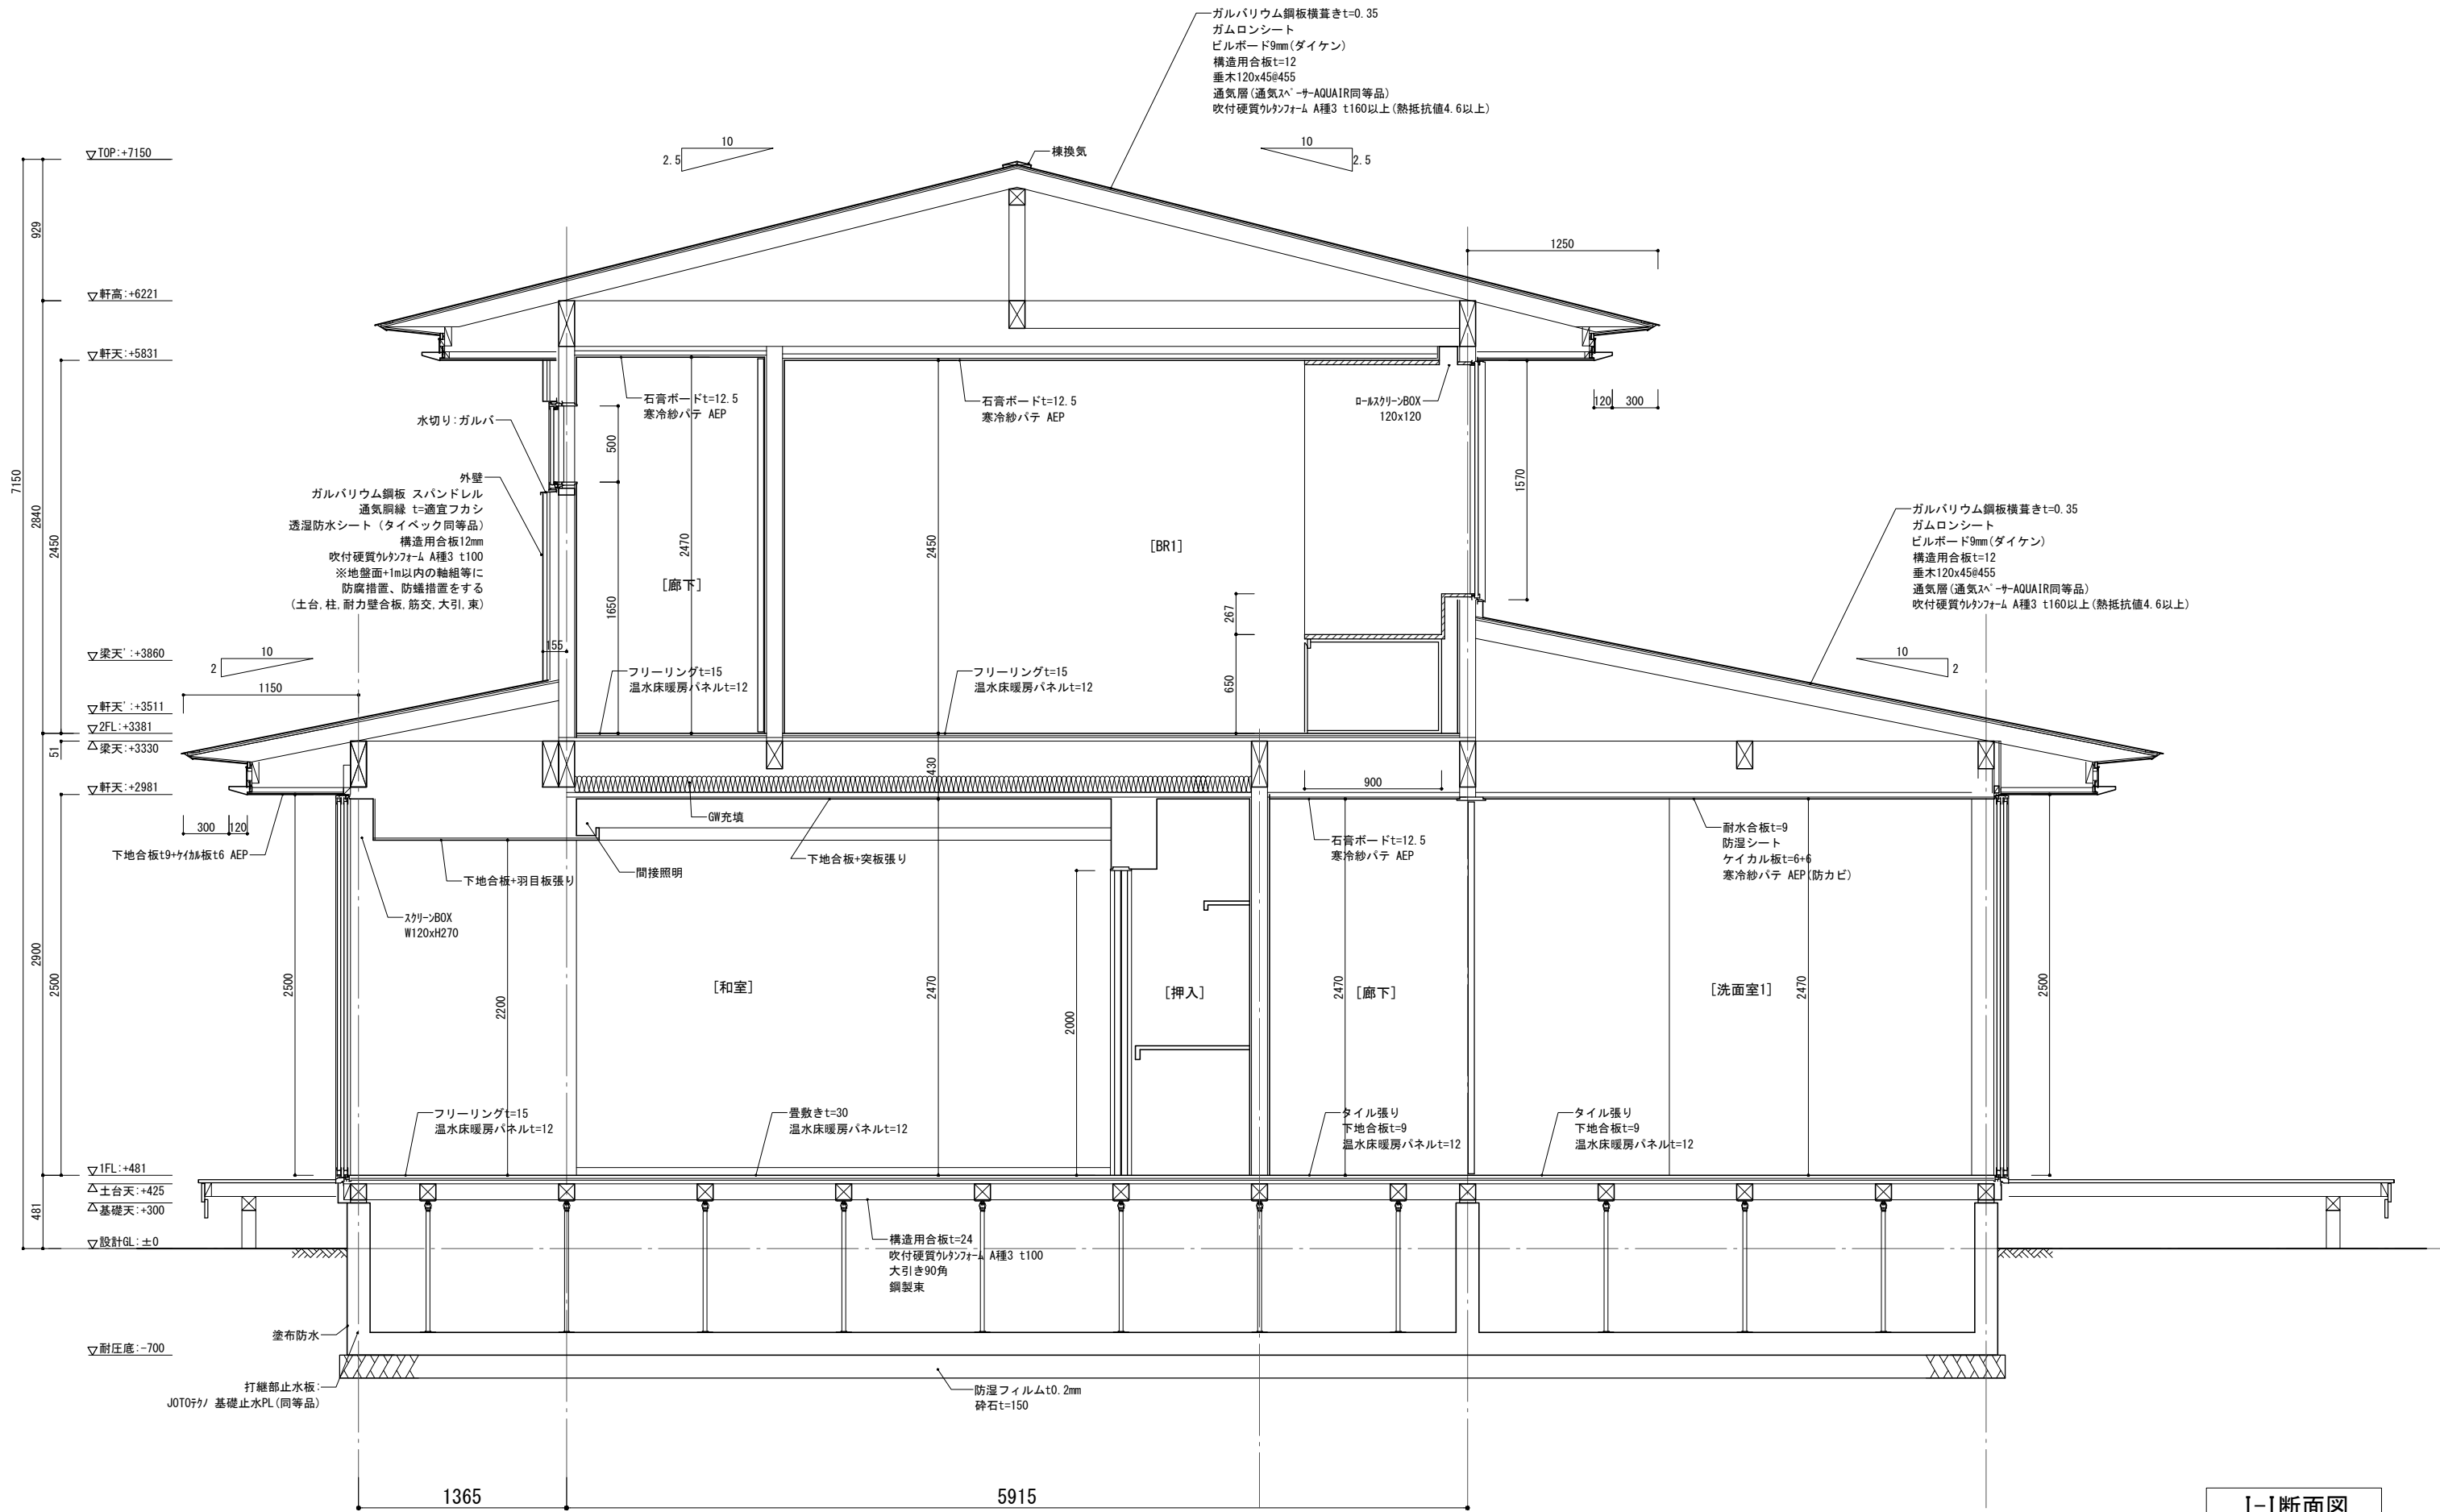 ガルバリウム鋼板横葺きt=0.35
ガムロンシート
ビルボード9mm(ダイケン)
構造用合板t=12
垂木120x45@455
通気層(通気ｽﾍﾟｰｻｰAQUAIR同等品)
吹付硬質ｳﾚﾀﾝﾌｫｰﾑ A種3 t160以上(熱抵抗値4.6以上)
10
2.5
棟換気
10
2.5
▽TOP:+7150
929
1250
▽軒高:+6221
▽軒天:+5831
120
300
石膏ボードt=12.5
寒冷紗パテ AEP
石膏ボードt=12.5
寒冷紗パテ AEP
ﾛｰﾙｽｸﾘｰﾝBOX
120x120
水切り:ガルバ
500
7150
2840
2450
1570
外壁
ガルバリウム鋼板 スパンドレル
通気胴縁 t=適宜フカシ
透湿防水シート（タイベック同等品）
構造用合板12mm
吹付硬質ｳﾚﾀﾝﾌｫｰﾑ A種3 t100
※地盤面+1m以内の軸組等に
防腐措置、防蟻措置をする
(土台,柱,耐力壁合板,筋交,大引,束)
2470
2450
[BR1]
[廊下]
1650
267
650
ガルバリウム鋼板横葺きt=0.35
ガムロンシート
ビルボード9mm(ダイケン)
構造用合板t=12
垂木120x45@455
通気層(通気ｽﾍﾟｰｻｰAQUAIR同等品)
吹付硬質ｳﾚﾀﾝﾌｫｰﾑ A種3 t160以上(熱抵抗値4.6以上)
▽梁天':+3860
10
2
155
フリーリングt=15
温水床暖房パネルt=12
フリーリングt=15
温水床暖房パネルt=12
10
2
1150
▽軒天':+3511
▽2FL:+3381
△梁天:+3330
51
430
900
▽軒天:+2981
300
120
GW充填
下地合板t9+ｹｲｶﾙ板t6 AEP
下地合板+羽目板張り
間接照明
下地合板+突板張り
石膏ボードt=12.5
寒冷紗パテ AEP
耐水合板t=9
防湿シート
ケイカル板t=6+6
寒冷紗パテ AEP(防カビ)
ｽｸﾘｰﾝBOX
W120xH270
2900
2500
2500
2200
[和室]
2470
2000
[押入]
2470
[廊下]
[洗面室1]
2470
2500
フリーリングt=15
温水床暖房パネルt=12
畳敷きt=30
温水床暖房パネルt=12
タイル張り
下地合板t=9
温水床暖房パネルt=12
タイル張り
下地合板t=9
温水床暖房パネルt=12
▽1FL:+481
△土台天:+425
△基礎天:+300
481
▽設計GL:±0
構造用合板t=24
吹付硬質ｳﾚﾀﾝﾌｫｰﾑ A種3 t100
大引き90角
鋼製束
塗布防水
▽耐圧底:-700
打継部止水板:
JOTOﾃｸﾉ 基礎止水PL(同等品)
防湿フィルムt0.2mm
砕石t=150
1365
5915
I-I断面図